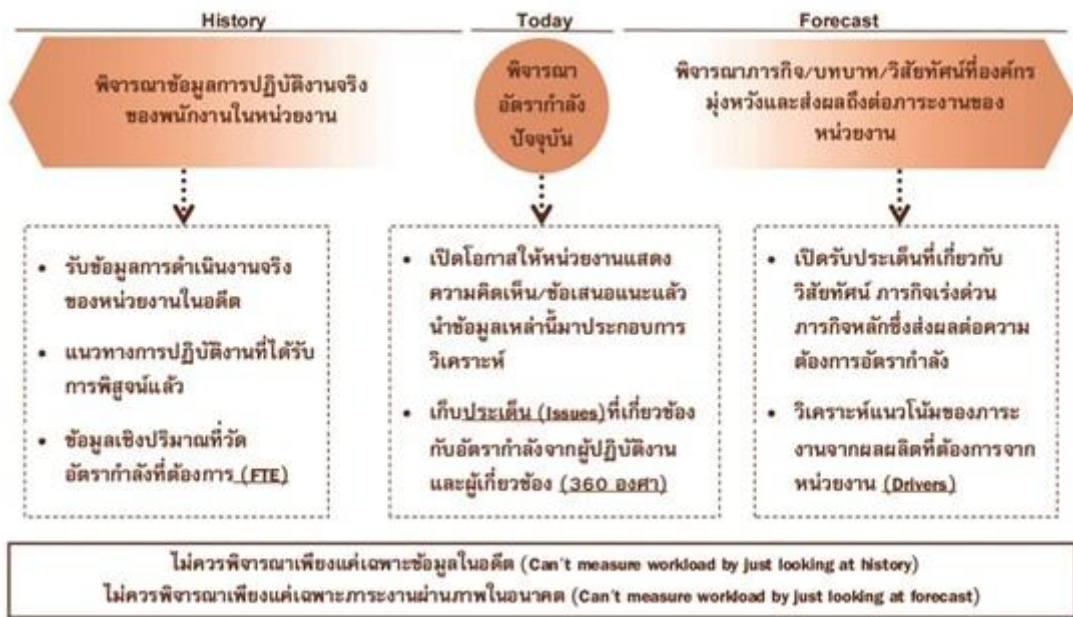 History
Today
Forecast
พิจารณาข้อมูลการปฏิบัติงานจริง
ของพนักงานในหน่วยงาน
พิจารณา
อัตรากำลัง
ปัจจุบัน
พิจารณาภารกิจ/บทบาท/วิสัยทัศน์ที่องค์กร
มุ่งหวังและส่งผลถึงต่อภาระงานของ
หน่วยงาน
• รับข้อมูลการดำเนินงานจริง
ของหน่วยงานในอดีต
• แนวทางการปฏิบัติงานที่ได้รับ
การพิสูจน์แล้ว
• ข้อมูลเชิงปริมาณที่วัด
อัตรากำลังที่ต้องการ (FTE)
• เปิดโอกาสให้หน่วยงานแสดง
ความคิดเห็น/ข้อเสนอแนะแล้ว
นำข้อมูลเหล่านี้มาประกอบการ
วิเคราะห์
• เก็บประเด็น (Issues)ที่เกี่ยวข้อง
กับอัตรากำลังจากผู้ปฏิบัติงาน
และผู้เกี่ยวข้อง (360 องศา)
• เปิดรับประเด็นที่เกี่ยวกับ
วิสัยทัศน์ ภารกิจเร่งด่วน
ภารกิจหลักซึ่งส่งผลต่อความ
ต้องการอัตรากำลัง
• วิเคราะห์แนวโน้มของภาระ
งานจากผลผลิตที่ต้องการจาก
หน่วยงาน (Drivers)
ไม่ควรพิจารณาเพียงแค่เฉพาะข้อมูลในอดีต (Can't measure workload by just looking at history)
ไม่ควรพิจารณาเพียงแค่เฉพาะภาระงานผ่านภาพในอนาคต (Can't measure workload by just looking at forecast)